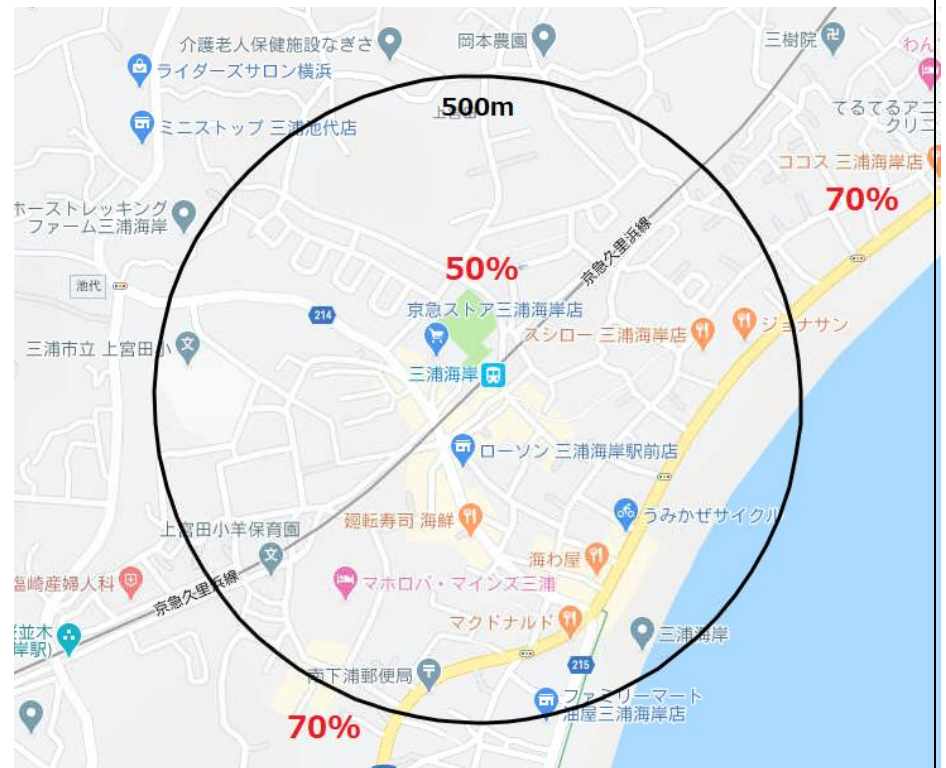 介護老人保健施設なぎさ
岡本農園
三樹院
わん
ライダーズサロン横浜
500m
てるてるアニ
クリニ
ミニストップ 三浦池代店
ココス 三浦海岸店
70%
ホーストレッキング
ファーム三浦海岸
京急久里浜線
50%
池代
京急ストア三浦海岸店
214
スシロー 三浦海岸店
ジョナサン
三浦市立 上宮田小
三浦海岸
ローソン 三浦海岸駅前店
廻転寿司 海鮮
うみかぜサイクル
上宮田小羊保育園
海わ屋
塩崎産婦人科
京急久里浜線
マホロバ・マインズ三浦
マクドナルド
並木
岸駅)
三浦海岸
215
南下浦郵便局
ファミリーマート
油屋三浦海岸店
70%